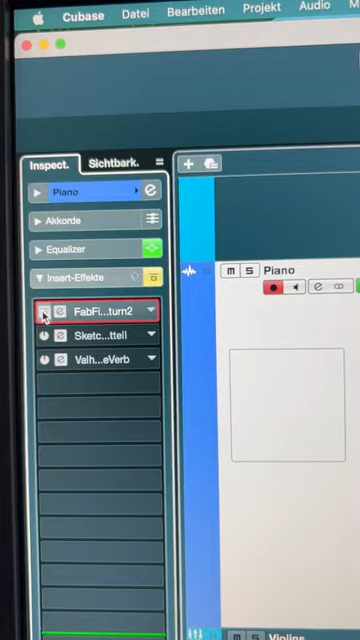 Cubase Datei Bearbeiten Projekt Audio
Inspect. Sichtbark.
Piano
Akkorde
Equalizer
Insert-Effekte
FabFi...turn2
Sketc...ttell
Valh...eVerb
13 m S Piano
m S Violins